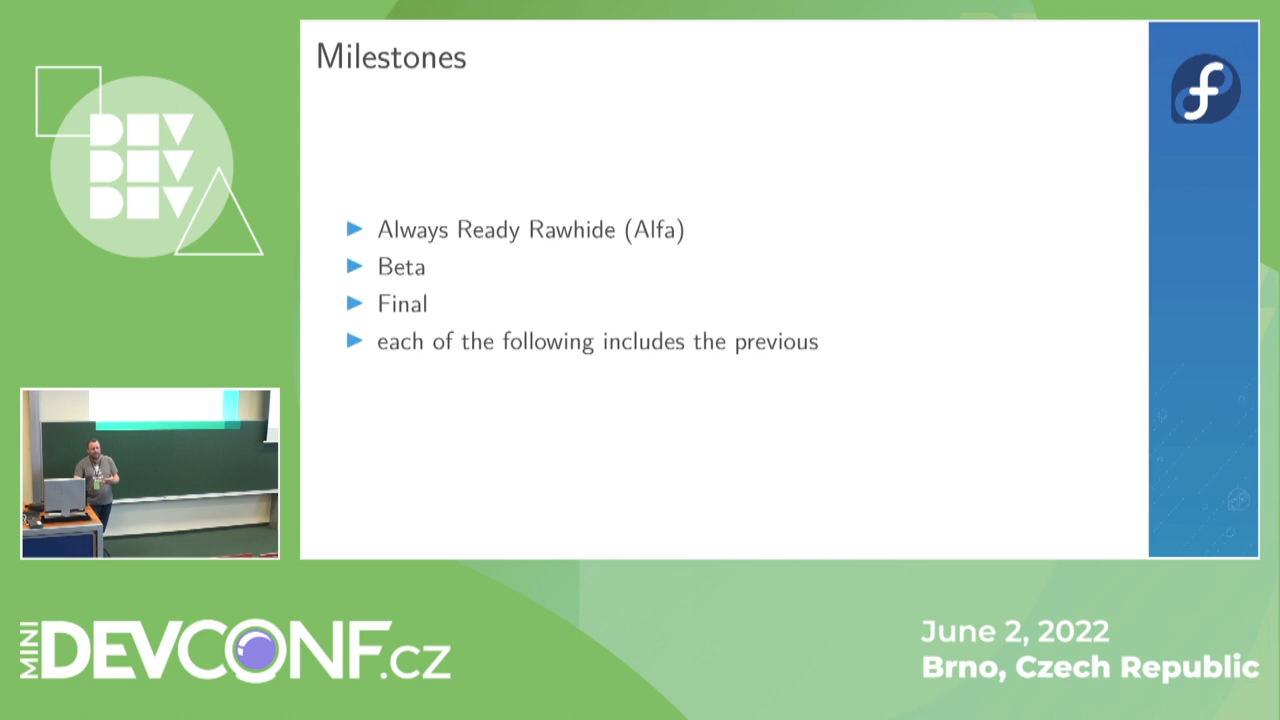 DEV
DEV
DEV
Milestones
Always Ready Rawhide (Alfa)
Beta
Final
each of the following includes the previous
MINI DEVCONF.CZ
June 2, 2022
Brno, Czech Republic